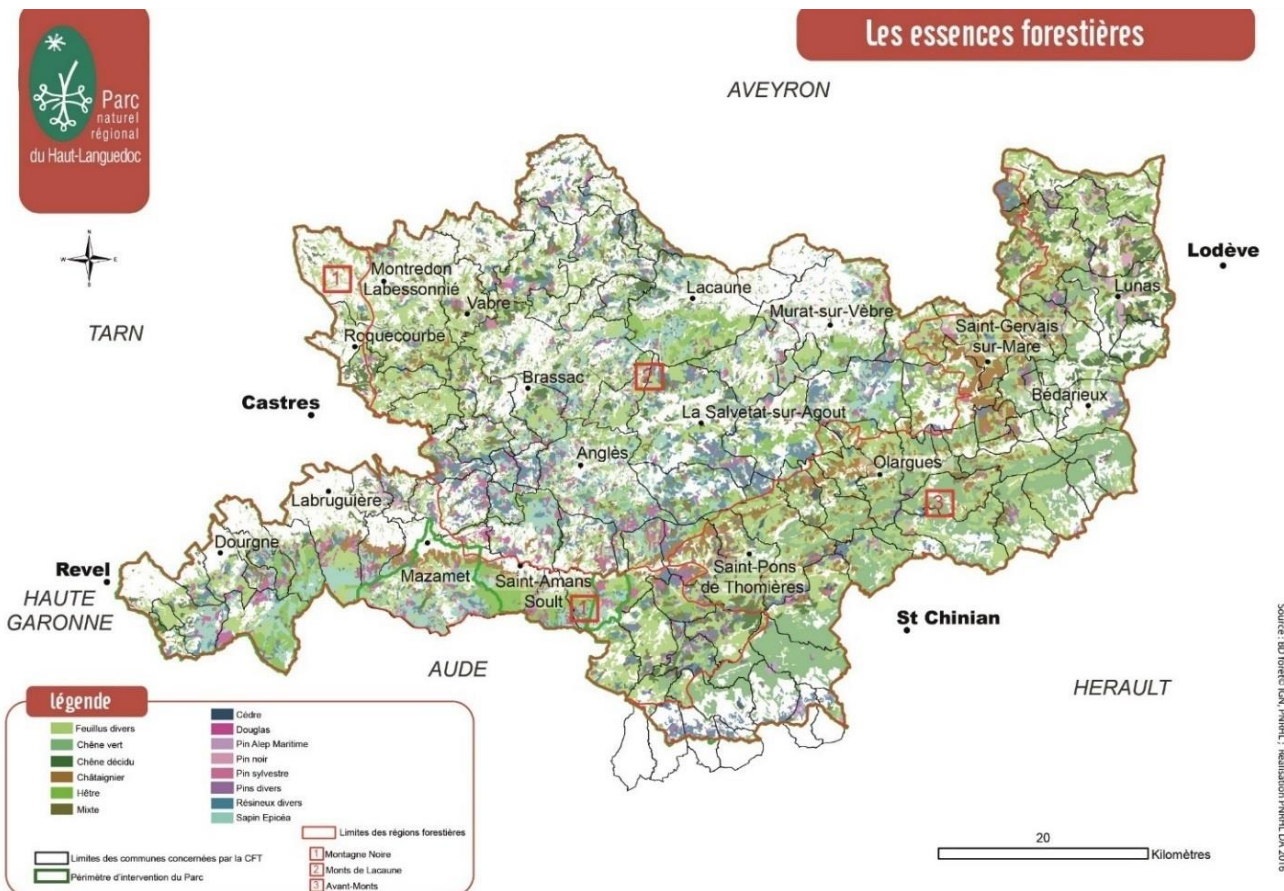 Les essences forestières
Parc
naturel
régional
du Haut-Languedoc
AVEYRON
N
W E
S
TARN
Lodève
Montredon
Labessonnié
Vabre
Lacaune
Lunas
Murat-sur-Vèbre
Roquecourbe
Saint-Gervais
sur-Mare
1
2
Brassac
Bédarieux
Castres
La Salvetat-sur-Agout
Anglès
Olargues
3
Labruguière
Dourgne
Revel
Mazamet
Saint-Amans
Soult
1
Saint-Pons
de Thomières
HAUTE
GARONNE
St Chinian
AUDE
HERAULT
légende
Feuillus divers
Chêne vert
Chêne décidu
Châtaignier
Hêtre
Mixte
Cèdre
Douglas
Pin Alep Maritime
Pin noir
Pin sylvestre
Pins divers
Résineux divers
Sapin Epicéa
Limites des communes concernées par la CFT
Périmètre d'intervention du Parc
Limites des régions forestières
1 Montagne Noire
2 Monts de Lacaune
3 Avant-Monts
20
Kilomètres